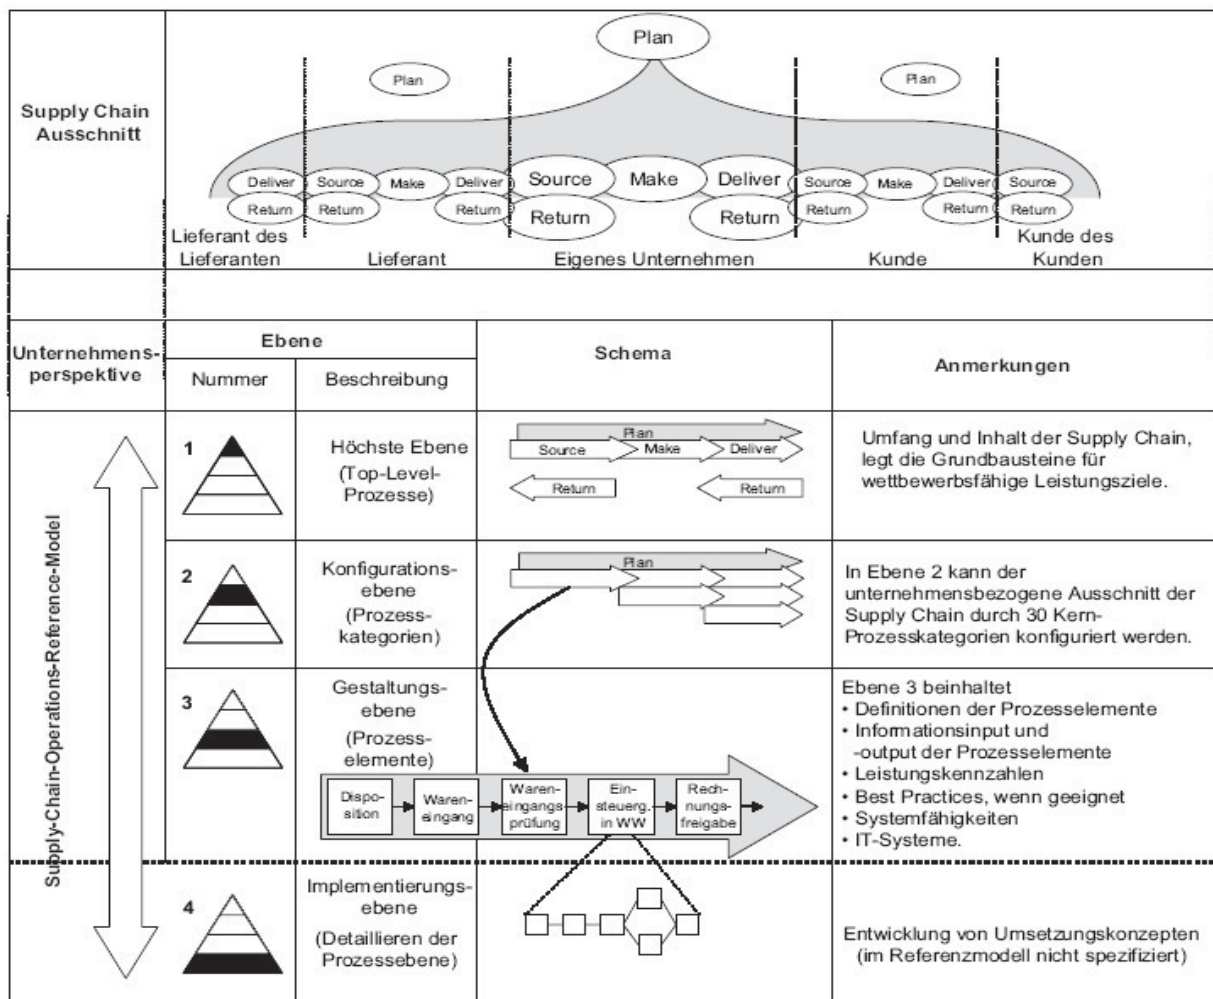 Plan
Plan
Plan
Supply Chain
Ausschnitt
Deliver
Source
Make
Deliver
Source
Make
Deliver
Source
Make
Deliver
Source
Return
Return
Return
Return
Return
Return
Return
Return
Lieferant des
Lieferanten
Lieferant
Eigenes Unternehmen
Kunde
Kunde des
Kunden
Unternehmens-
perspektive
Ebene
Nummer
Beschreibung
Schema
Anmerkungen
Supply-Chain-Operations-Reference-Model
1
Höchste Ebene
(Top-Level-
Prozesse)
Plan
Source
Make
Deliver
Return
Return
Umfang und Inhalt der Supply Chain,
legt die Grundbausteine für
wettbewerbsfähige Leistungsziele.
2
Konfigurations-
ebene
(Prozess-
kategorien)
Plan
In Ebene 2 kann der
unternehmensbezogene Ausschnitt der
Supply Chain durch 30 Kern-
Prozesskategorien konfiguriert werden.
3
Gestaltungs-
ebene
(Prozess-
elemente)
Dispo-
sition
Waren-
eingang
Waren-
eingangs-
prüfung
Ein-
steuerg.
in WW
Rech-
nungs-
freigabe
Ebene 3 beinhaltet
• Definitionen der Prozesselemente
• Informationsinput und
-output der Prozesselemente
• Leistungskennzahlen
• Best Practices, wenn geeignet
• Systemfähigkeiten
• IT-Systeme.
4
Implementierungs-
ebene
(Detaillieren der
Prozessebene)
Entwicklung von Umsetzungskonzepten
(im Referenzmodell nicht spezifiziert)